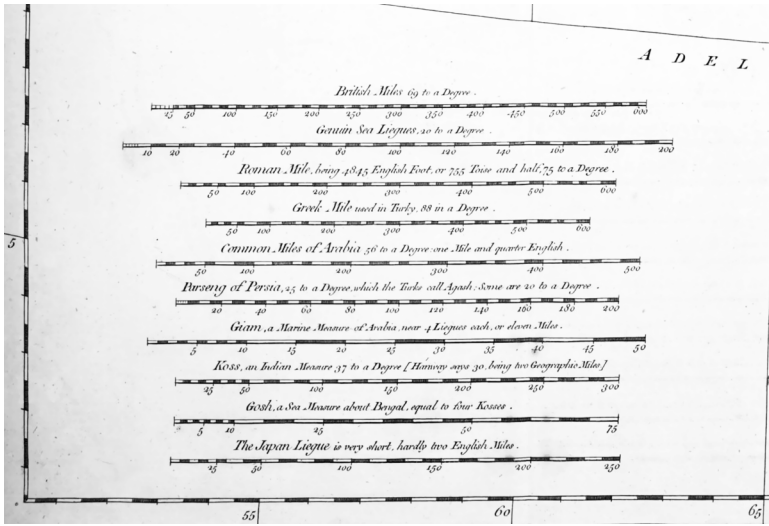 A D E L
British Miles 69 to a Degree.
25 50 100 150 200 250 300 350 400 450 500 550 600
Gemin Sea Liegues, 20 to a Degree.
10 20 40 60 80 100 120 140 160 180 200
Roman Mile, being 4845 English Foot, or 755 Toise and half, 75 to a Degree.
50 100 200 300 400 500 600
Greek Mile used in Turky, 88 in a Degree.
50 100 200 300 400 500 600
5
Common Miles of Arabia 56 to a Degree: one Mile and quarter English.
50 100 200 300 400 500
Parseng of Persia, 25 to a Degree, which the Turks call Agash; Some are 20 to a Degree.
20 40 60 80 100 120 140 160 180 200
Giam, a Marine Measure of Arabia, near 4 Liegues each, or eleven Miles.
5 10 15 20 25 30 35 40 45 50
Koss, an Indian Measure 37 to a Degree [Hanway says 30, being two Geographic Miles]
25 50 100 150 200 250 300
Gosh, a Sea Measure about Bengal, equal to four Kosses.
5 10 25 50 75
The Japan Liegue is very short, hardly two English Miles.
25 50 100 150 200 250
55 60 65